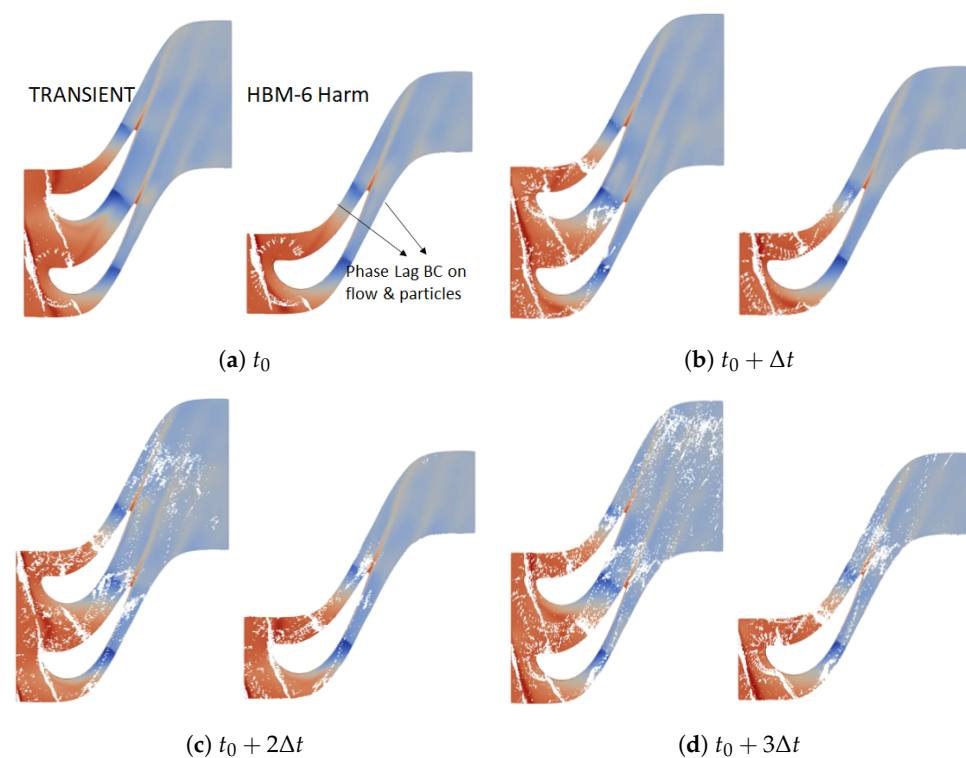 TRANSIENT
HBM-6 Harm
Phase Lag BC on
flow & particles
(a) t₀
(b) t₀ + Δt
(c) t₀ + 2Δt
(d) t₀ + 3Δt